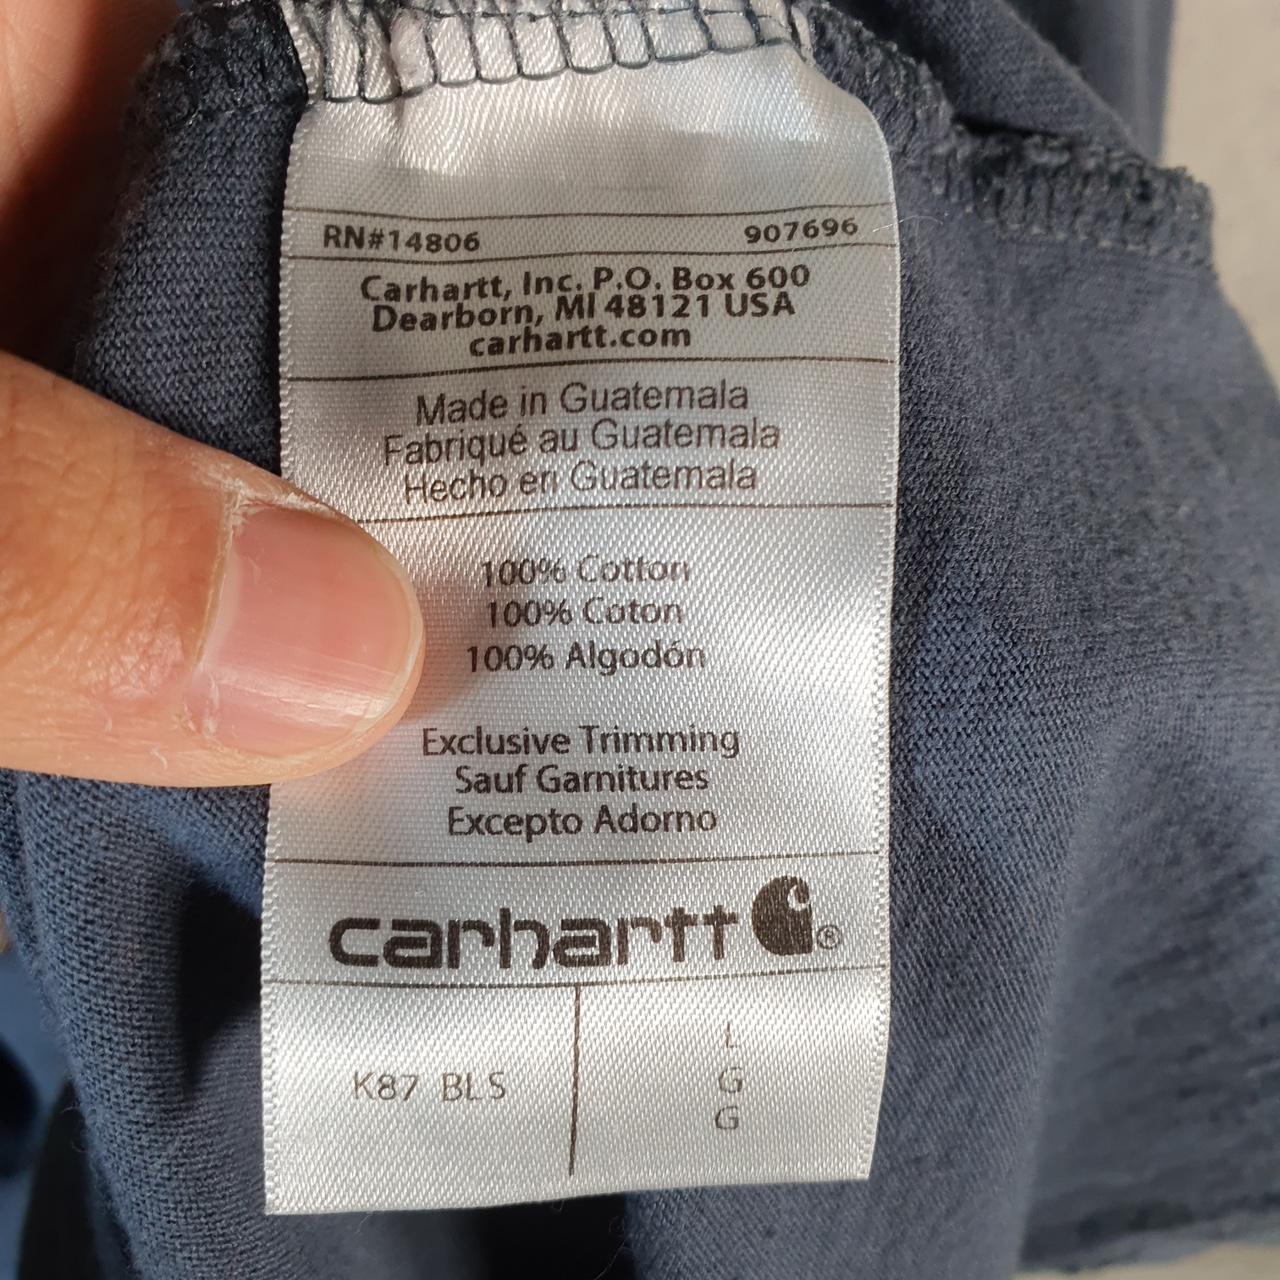 RN#14806 907696
Carhartt, Inc. P.O. Box 600
Dearborn, MI 48121 USA
carhartt.com
Made in Guatemala
Fabriqué au Guatemala
Hecho en Guatemala
100% Cotton
100% Coton
100% Algodón
Exclusive Trimming
Sauf Garnitures
Excepto Adorno
carhartt®
K87 BLS
L
G
G